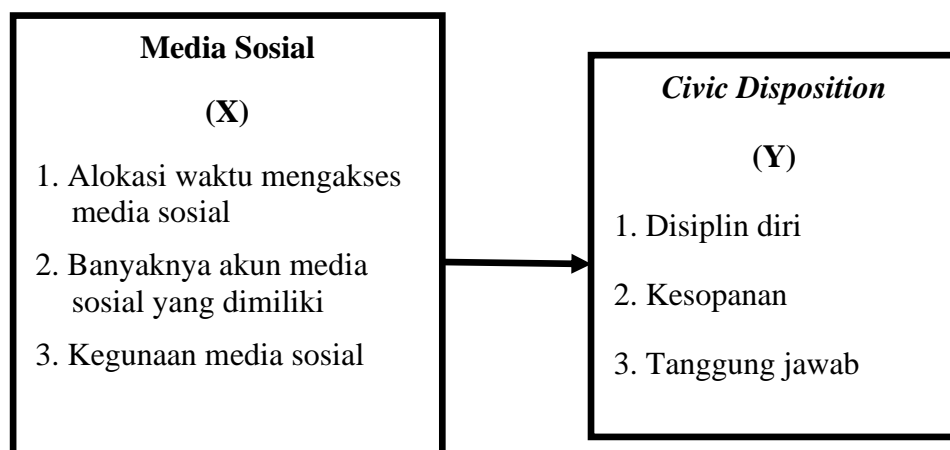 Media Sosial
(X)
1. Alokasi waktu mengakses
media sosial
2. Banyaknya akun media
sosial yang dimiliki
3. Kegunaan media sosial
Civic Disposition
(Y)
1. Disiplin diri
2. Kesopanan
3. Tanggung jawab